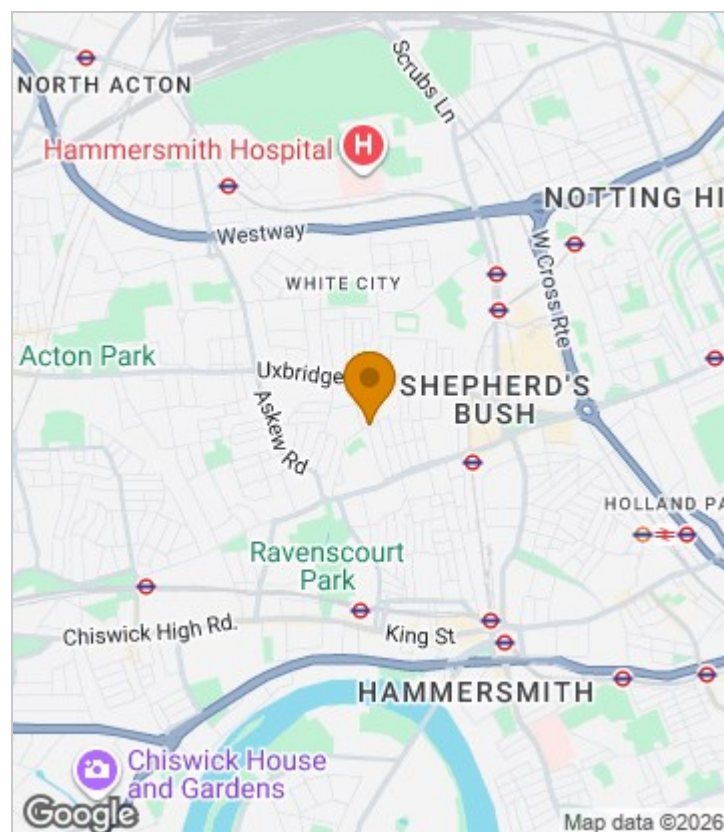 Scrubs Ln
NORTH ACTON
Hammersmith Hospital
H
NOTTING HI
Westway
W Cross Rte
WHITE CITY
Acton Park
Uxbridge
SHEPHERD'S
BUSH
Askew Rd
HOLLAND PA
Ravenscourt
Park
Chiswick High Rd.
King St
HAMMERSMITH
Chiswick House
and Gardens
Google
Map data ©2026